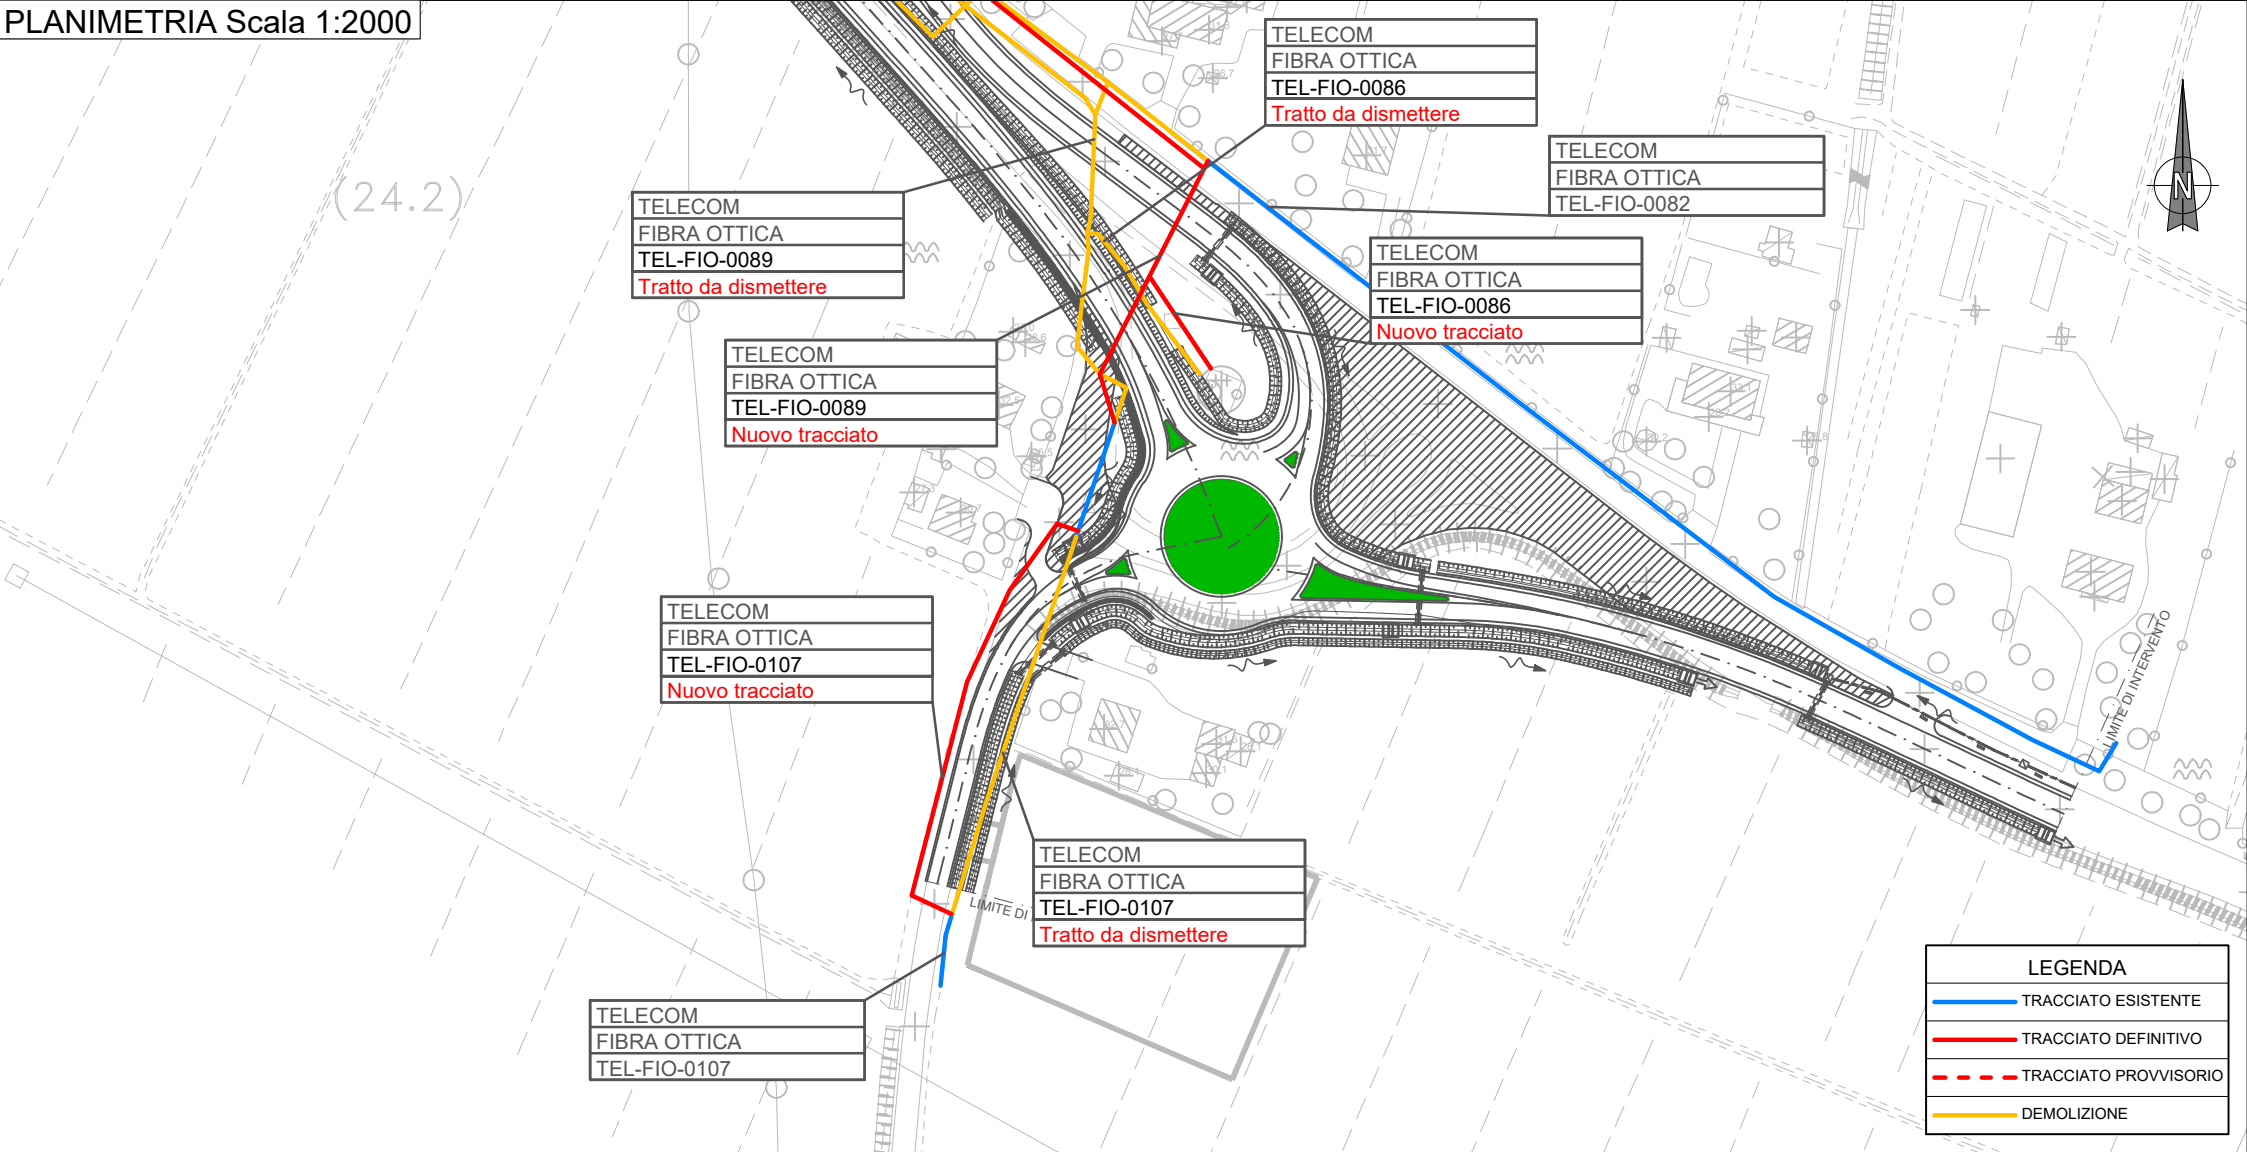 PLANIMETRIA Scala 1:2000
TELECOM
FIBRA OTTICA
TEL-FIO-0086
Tratto da dismettere
TELECOM
FIBRA OTTICA
TEL-FIO-0082
N
(24.2)
TELECOM
FIBRA OTTICA
TEL-FIO-0089
Tratto da dismettere
TELECOM
FIBRA OTTICA
TEL-FIO-0086
Nuovo tracciato
TELECOM
FIBRA OTTICA
TEL-FIO-0089
Nuovo tracciato
TELECOM
FIBRA OTTICA
TEL-FIO-0107
Nuovo tracciato
LIMITE DI INTERVENTO
TELECOM
FIBRA OTTICA
TEL-FIO-0107
Tratto da dismettere
LIMITE DI
TELECOM
FIBRA OTTICA
TEL-FIO-0107
LEGENDA
TRACCIATO ESISTENTE
TRACCIATO DEFINITIVO
TRACCIATO PROVVISORIO
DEMOLIZIONE